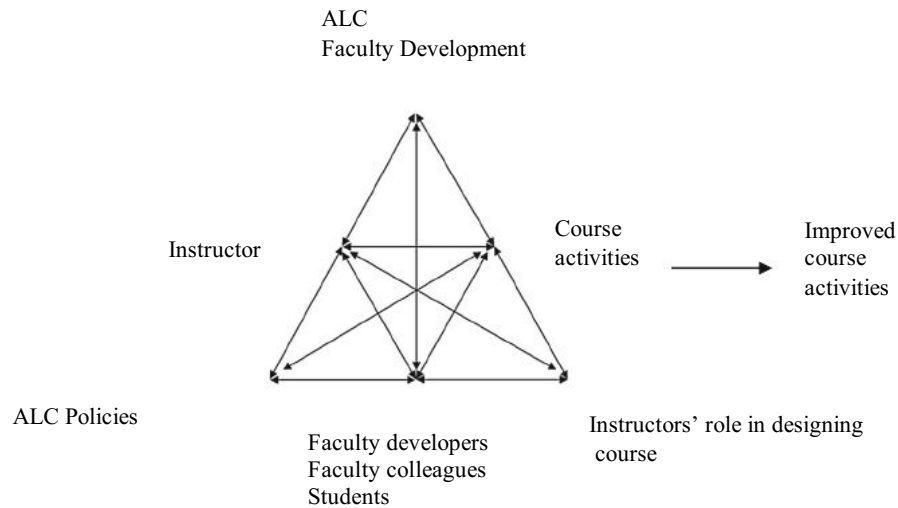 ALC
Faculty Development
Instructor
Course
activities
Improved
course
activities
ALC Policies
Faculty developers
Faculty colleagues
Students
Instructors’ role in designing
course